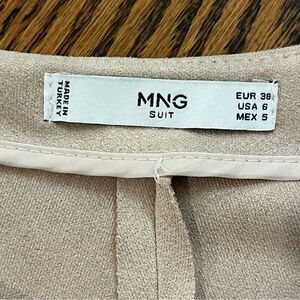 MADE IN
TURKEY
MNG
SUIT
EUR 38
USA 6
MEX 5